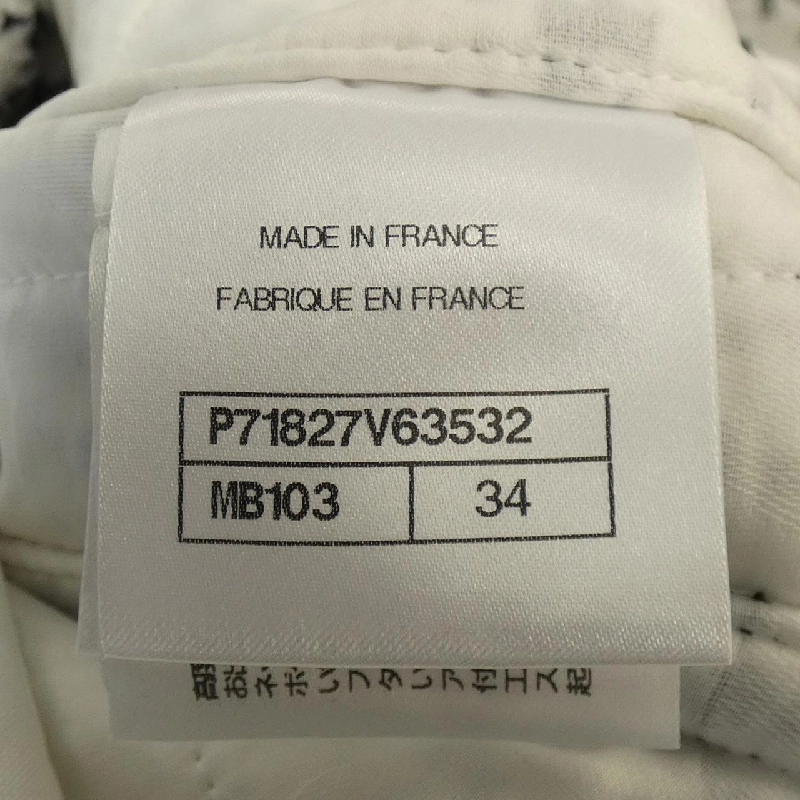 MADE IN FRANCE
FABRIQUE EN FRANCE
P71827V63532
MB103
34